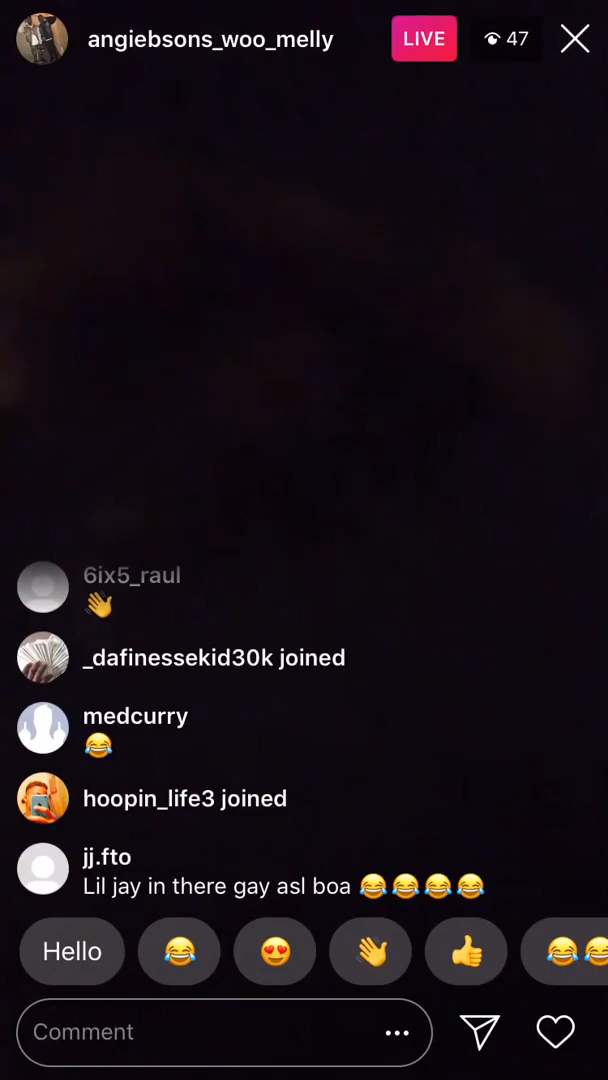 angiebsons_woo_melly LIVE 47
6ix5_raul
👋
_dafinessekid30k joined
medcurry
😂
hoopin_life3 joined
jj.fto
Lil jay in there gay asl boa 😂😂😂😂
Hello 😂 😍 👋 👍 😂😂
Comment